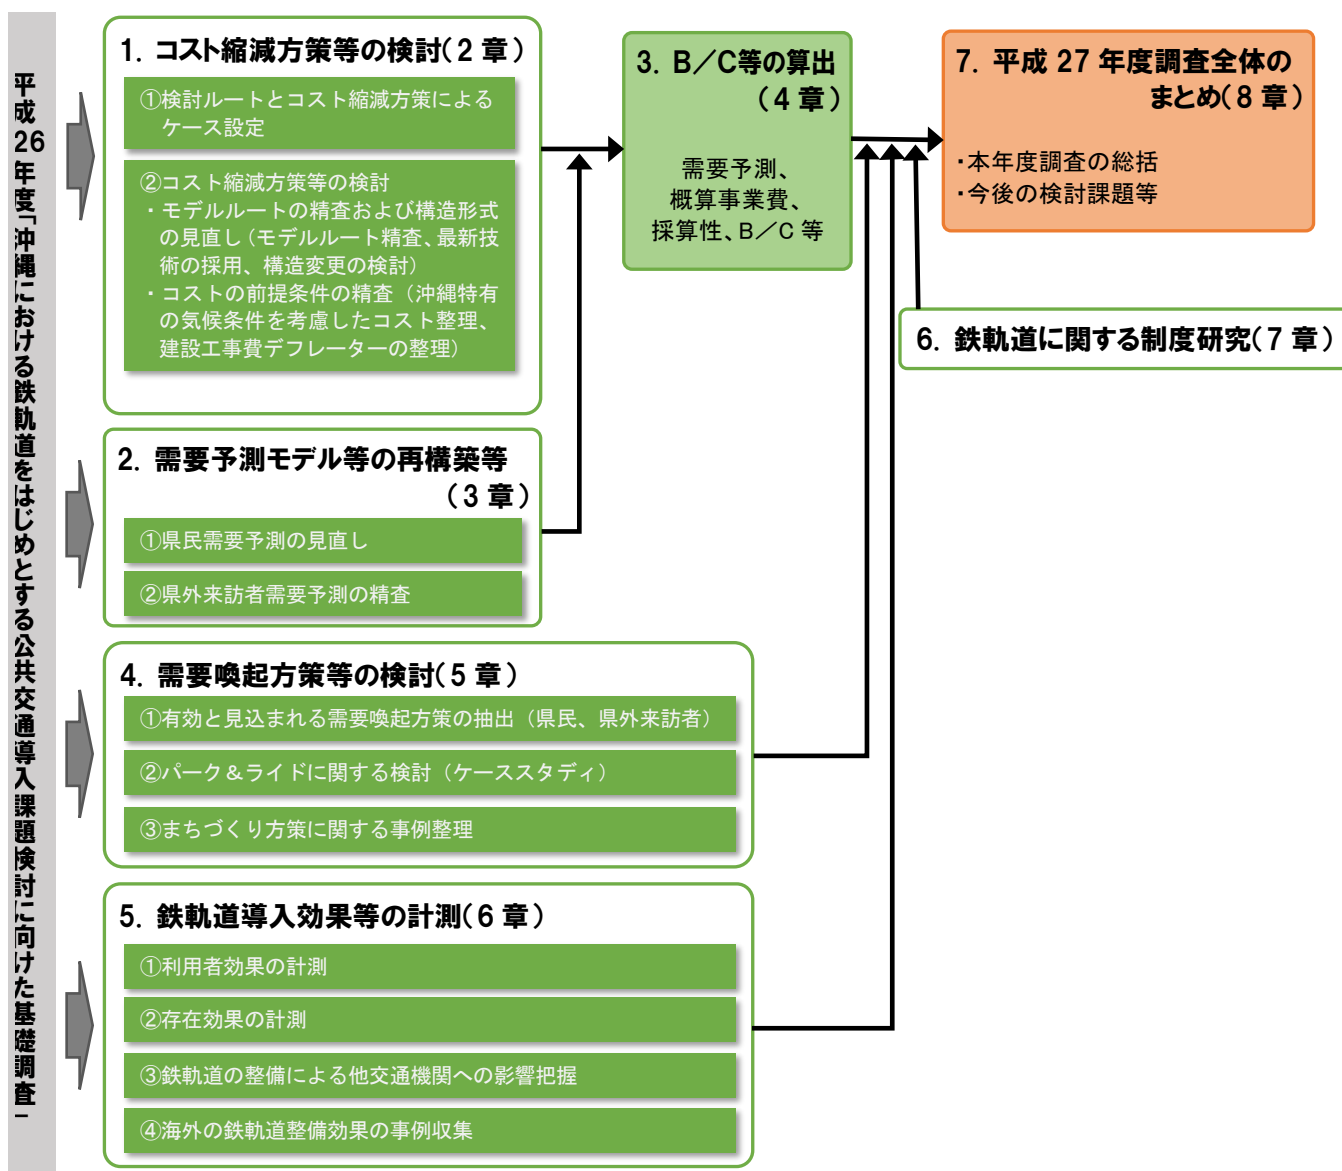 平成26年度「沖縄における鉄軌道をはじめとする公共交通導入課題検討に向けた基礎調査」
1. コスト縮減方策等の検討(2章)
①検討ルートとコスト縮減方策による
ケース設定
②コスト縮減方策等の検討
・モデルルートの精査および構造形式
の見直し(モデルルート精査、最新技
術の採用、構造変更の検討)
・コストの前提条件の精査(沖縄特有
の気候条件を考慮したコスト整理、
建設工事費デフレーターの整理)
2. 需要予測モデル等の再構築等
(3章)
①県民需要予測の見直し
②県外来訪者需要予測の精査
3. B/C等の算出
(4章)
需要予測、
概算事業費、
採算性、B/C等
4. 需要喚起方策等の検討(5章)
①有効と見込まれる需要喚起方策の抽出(県民、県外来訪者)
②パーク&ライドに関する検討(ケーススタディ)
③まちづくり方策に関する事例整理
5. 鉄軌道導入効果等の計測(6章)
①利用者効果の計測
②存在効果の計測
③鉄軌道の整備による他交通機関への影響把握
④海外の鉄軌道整備効果の事例収集
6. 鉄軌道に関する制度研究(7章)
7. 平成27年度調査全体の
まとめ(8章)
・本年度調査の総括
・今後の検討課題等